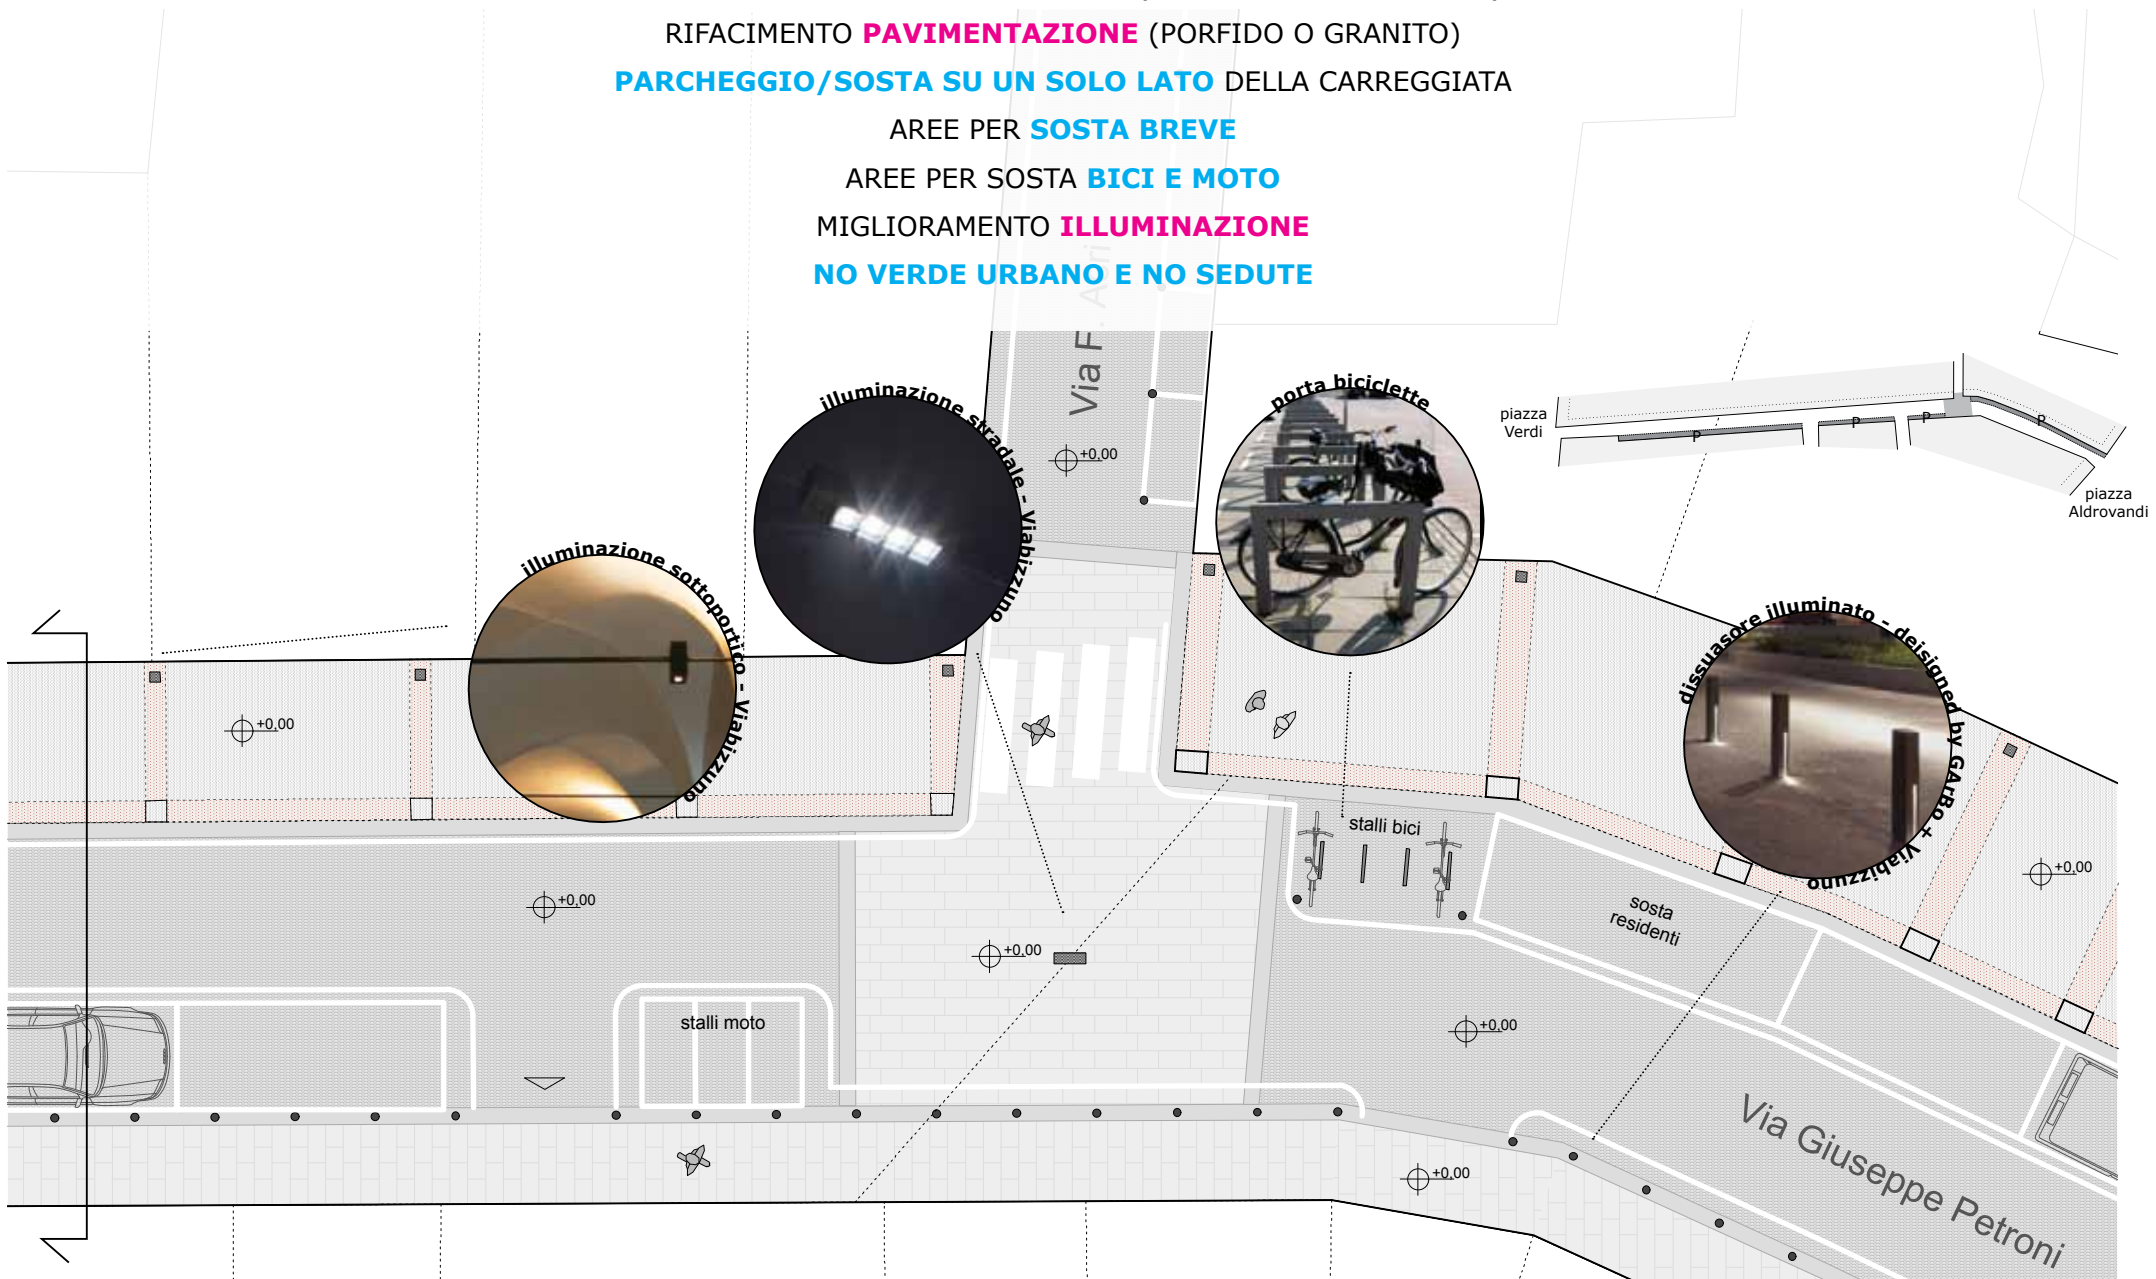 RIFACIMENTO PAVIMENTAZIONE (PORFIDO O GRANITO)
PARCHEGGIO/SOSTA SU UN SOLO LATO DELLA CARREGGIATA
AREE PER SOSTA BREVE
AREE PER SOSTA BICI E MOTO
MIGLIORAMENTO ILLUMINAZIONE
NO VERDE URBANO E NO SEDUTE
Via F. Acri
illuminazione stradale - Viabizzuno
porta biciclette
piazza
Verdi
P
P
P
P
piazza
Aldrovandi
+0,00
illuminazione sottoportico - Viabizzuno
dissuasore illuminato - deisigned by GArBo + Viabizzuno
+0,00
stalli bici
+0,00
+0,00
sosta
residenti
+0,00
stalli moto
+0,00
Via Giuseppe Petroni
+0,00